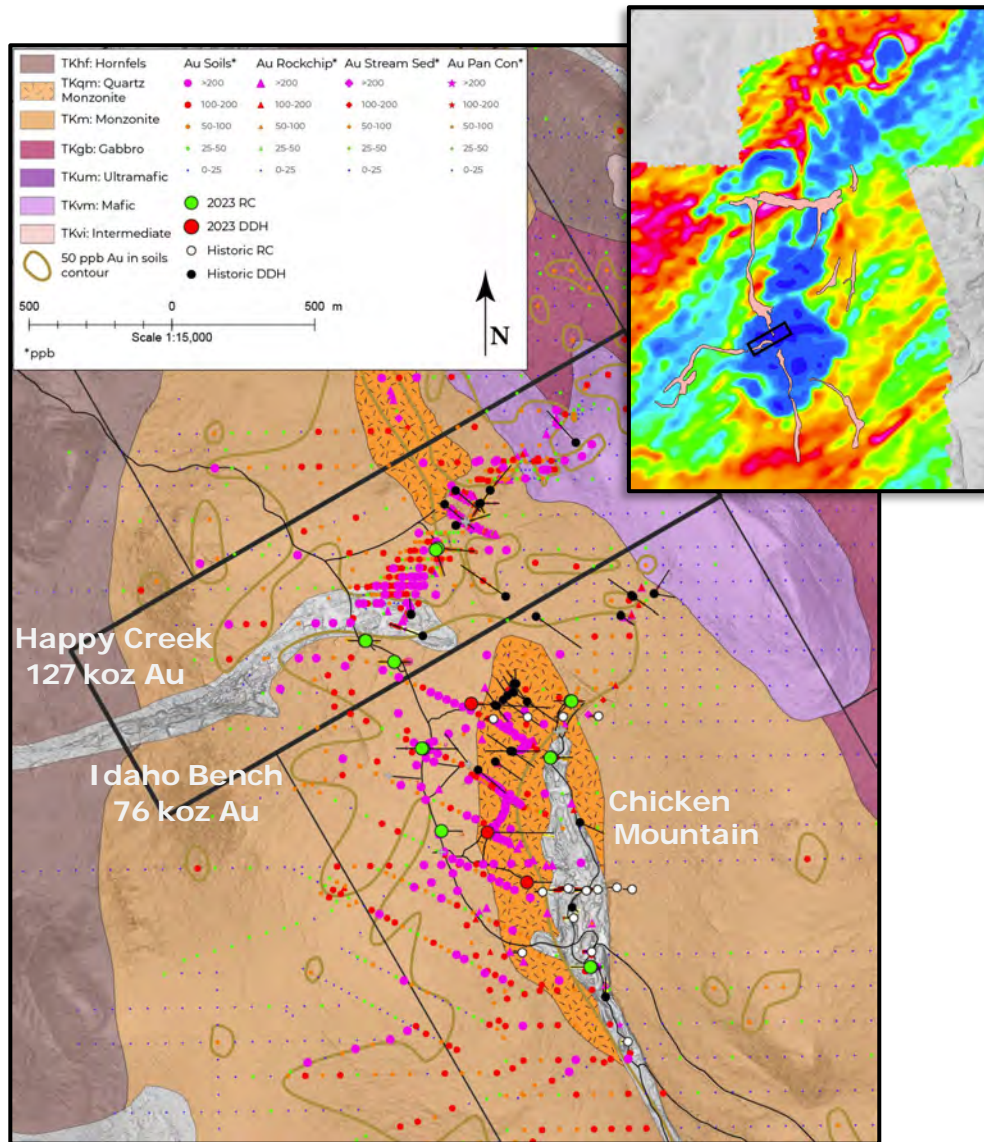 TKhf: Hornfels
TKqm: Quartz
Monzonite
TKm: Monzonite
TKgb: Gabbro
TKum: Ultramafic
TKvm: Mafic
TKvi: Intermediate
50 ppb Au in soils
contour
Au Soils*
>200
100-200
50-100
25-50
0-25
Au Rockchip*
>200
100-200
50-100
25-50
0-25
Au Stream Sed*
>200
100-200
50-100
25-50
0-25
Au Pan Con*
>200
100-200
50-100
25-50
0-25
2023 RC
2023 DDH
Historic RC
Historic DDH
500 0 500 m
Scale 1:15,000
*ppb
N
Happy Creek
127 koz Au
Idaho Bench
76 koz Au
Chicken
Mountain